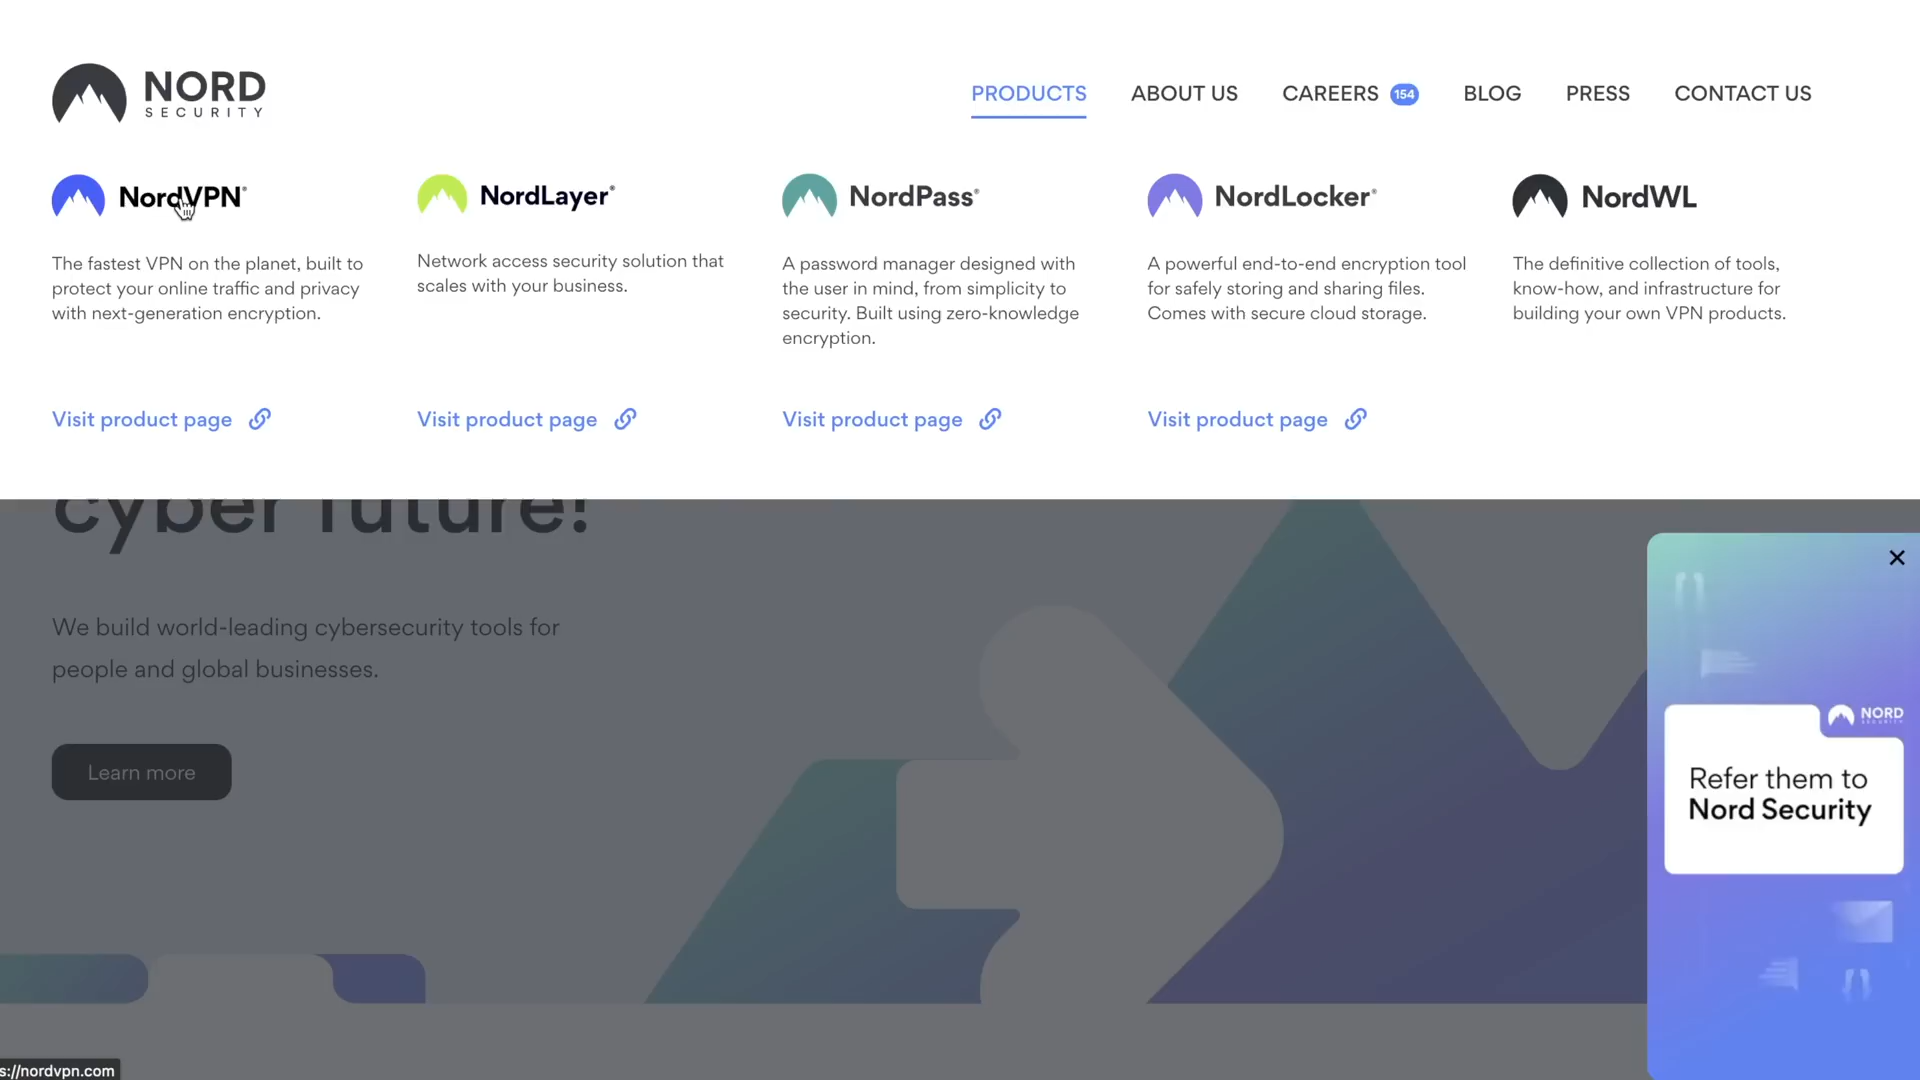 NORD
SECURITY
PRODUCTS
ABOUT US
CAREERS 154
BLOG
PRESS
CONTACT US
NordVPN®
The fastest VPN on the planet, built to
protect your online traffic and privacy
with next-generation encryption.
Visit product page
NordLayer®
Network access security solution that
scales with your business.
Visit product page
NordPass®
A password manager designed with
the user in mind, from simplicity to
security. Built using zero-knowledge
encryption.
Visit product page
NordLocker®
A powerful end-to-end encryption tool
for safely storing and sharing files.
Comes with secure cloud storage.
Visit product page
NordWL
The definitive collection of tools,
know-how, and infrastructure for
building your own VPN products.
cyber future!
We build world-leading cybersecurity tools for
people and global businesses.
Learn more
NORD
SECURITY
Refer them to
Nord Security
s://nordvpn.com